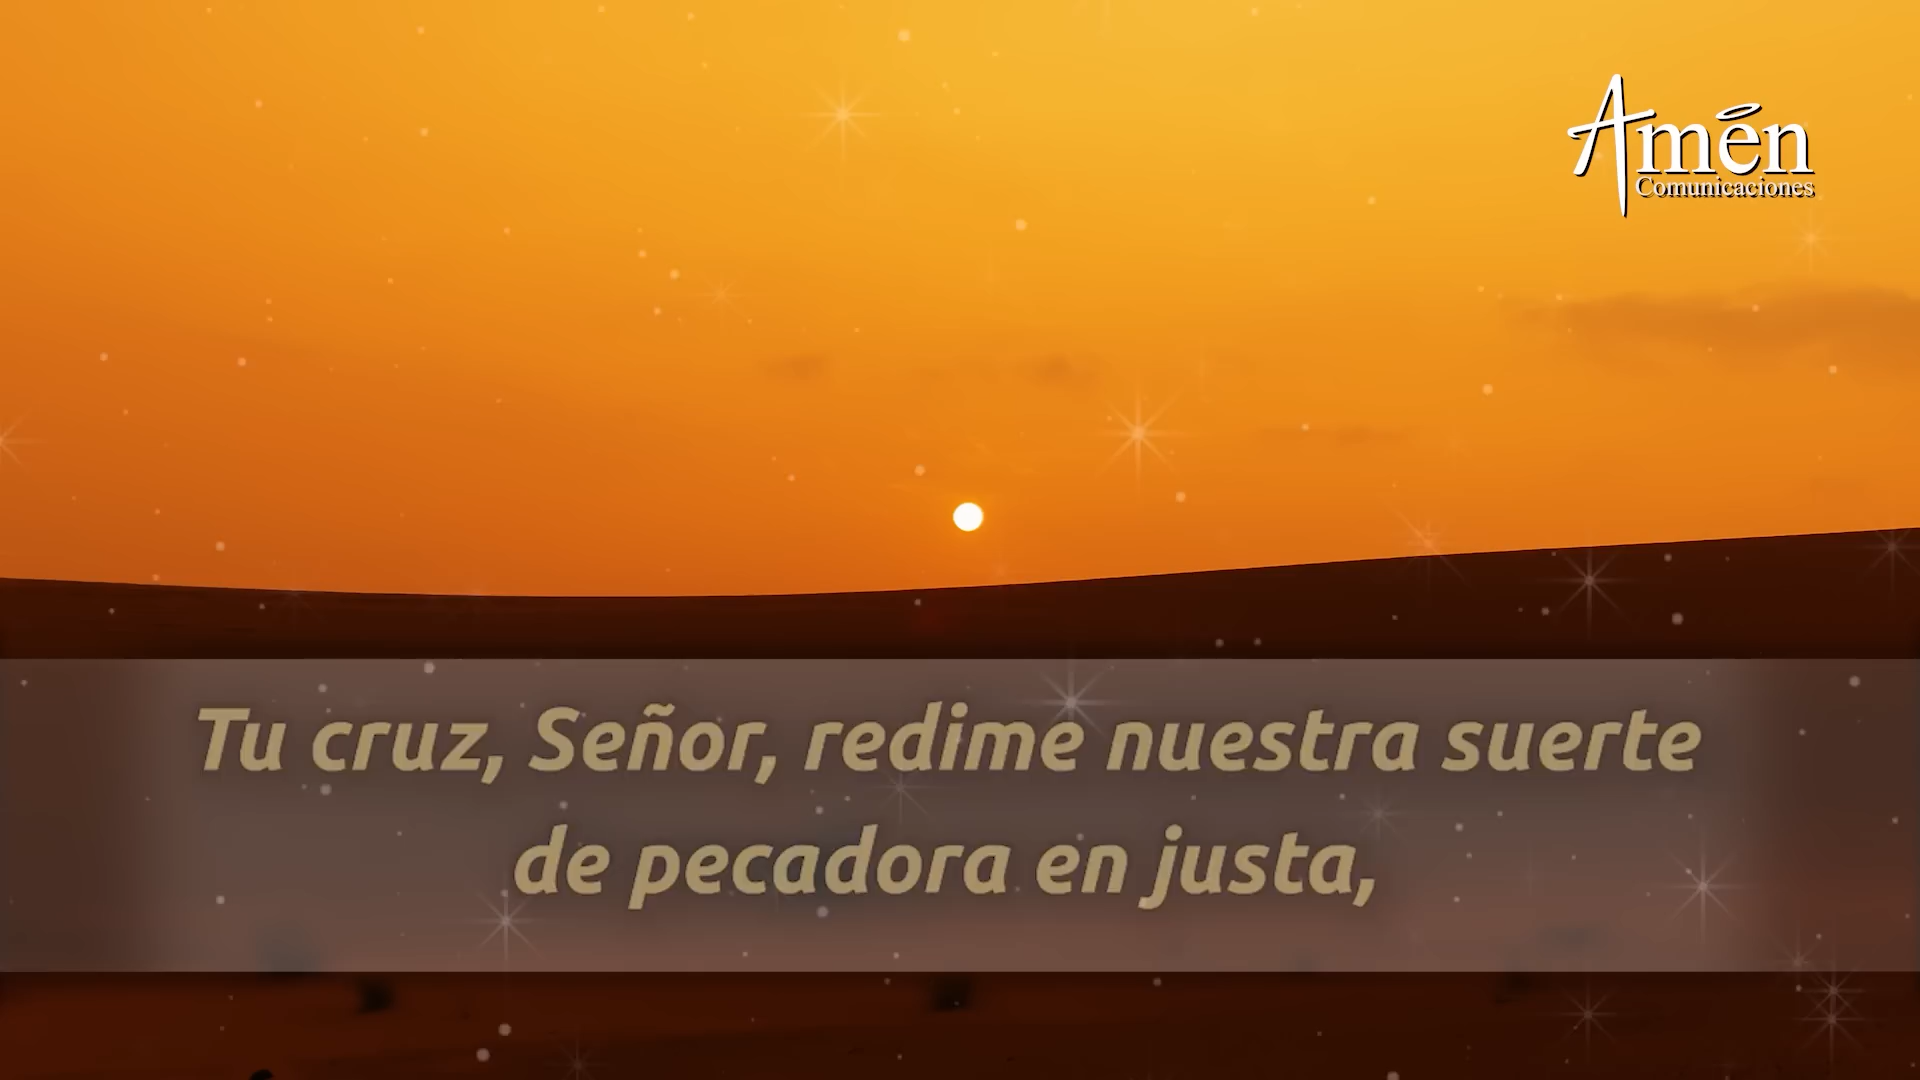 Amén
Comunicaciones
Tu cruz, Señor, redime nuestra suerte
de pecadora en justa,